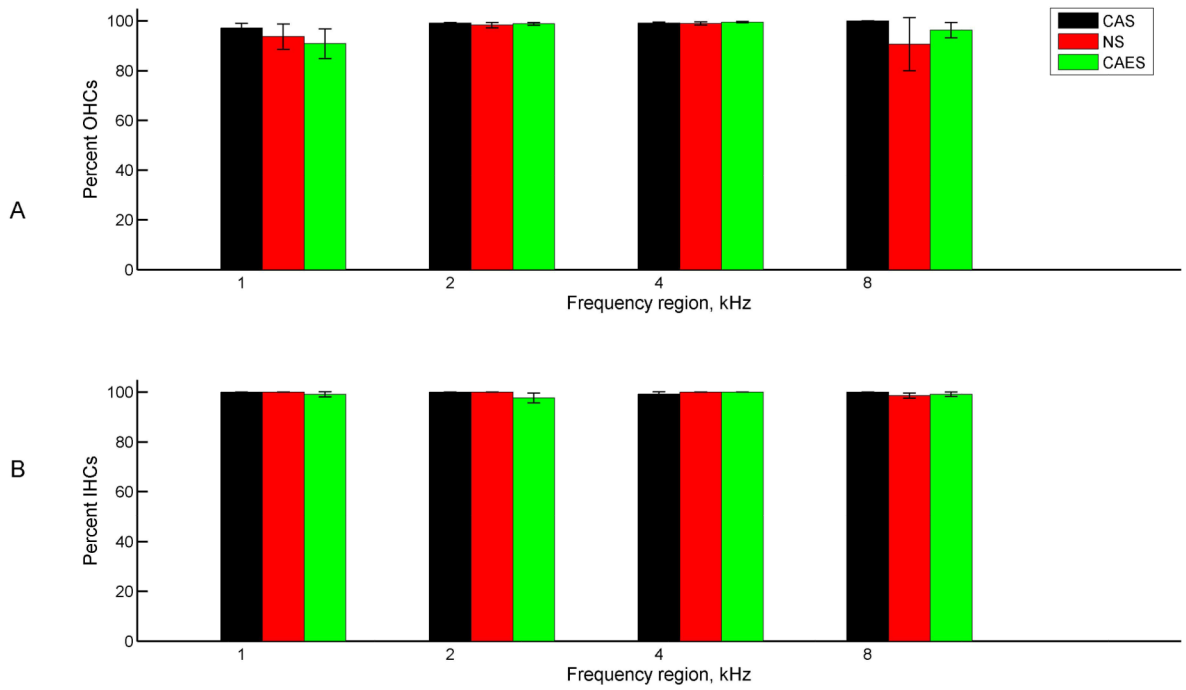 CAS
NS
CAES
A
Percent OHCs
100
80
60
40
20
0
1 2 4 8
Frequency region, kHz
B
Percent IHCs
100
80
60
40
20
0
1 2 4 8
Frequency region, kHz